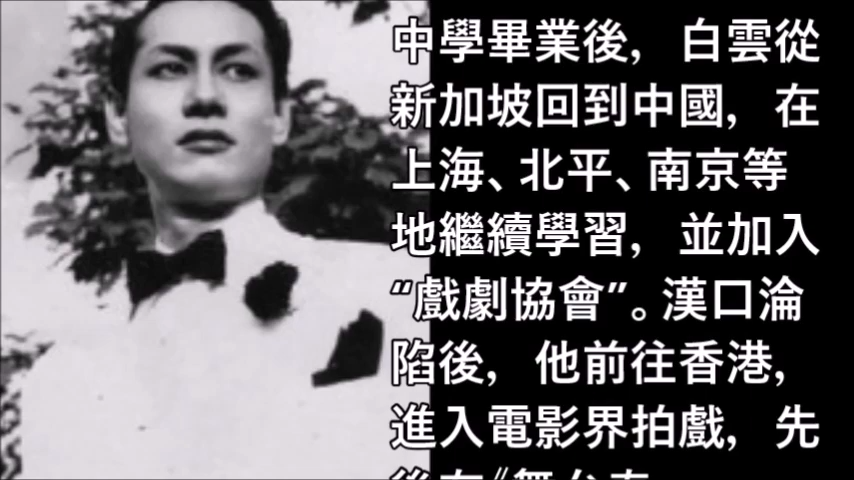 中學畢業後，白雲從
新加坡回到中國，在
上海、北平、南京等
地繼續學習，並加入
“戲劇協會”。漢口淪
陷後，他前往香港，
進入電影界拍戲，先